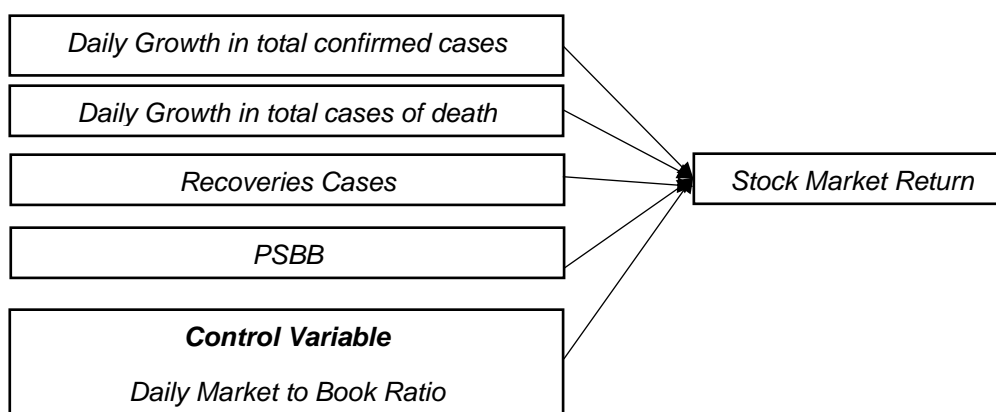 Daily Growth in total confirmed cases
Daily Growth in total cases of death
Recoveries Cases
Stock Market Return
PSBB
Control Variable
Daily Market to Book Ratio